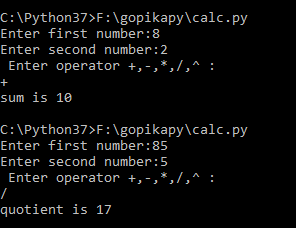 C:\Python37>F:\gopikapy\calc.py
Enter first number:8
Enter second number:2
 Enter operator +,-,*,/,^ :
+
sum is 10

C:\Python37>F:\gopikapy\calc.py
Enter first number:85
Enter second number:5
 Enter operator +,-,*,/,^ :
/
quotient is 17